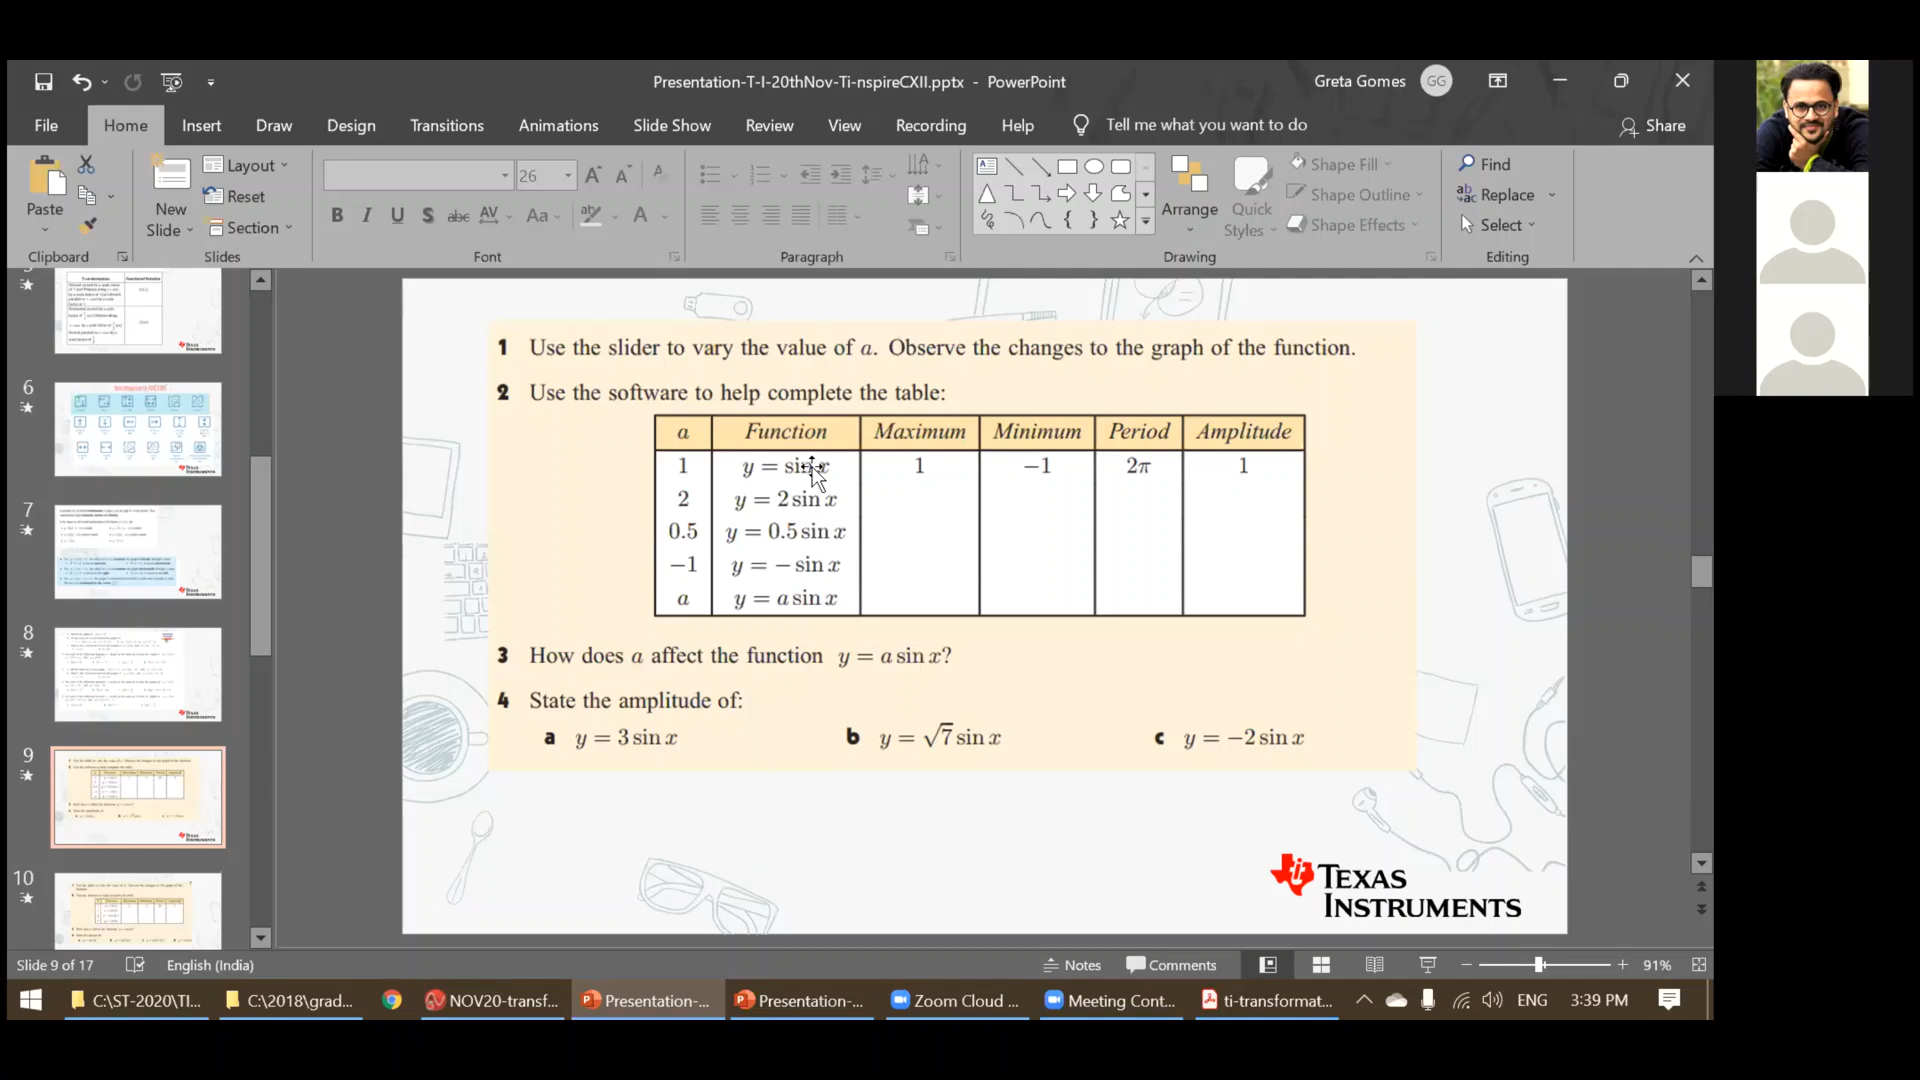 Presentation-T-I-20thNov-Ti-nspireCXII.pptx - PowerPoint
Greta Gomes
GG
File Home Insert Draw Design Transitions Animations Slide Show Review View Recording Help Tell me what you want to do Share
Paste
New Slide
Layout
Reset
Section
26
Arrange
Quick Styles
Shape Fill
Shape Outline
Shape Effects
Find
Replace
Select
Clipboard Slides Font Paragraph Drawing Editing
6
7
8
9
10
1 Use the slider to vary the value of a. Observe the changes to the graph of the function.
2 Use the software to help complete the table:
a Function Maximum Minimum Period Amplitude
1 y = sin x 1 −1 2π 1
2 y = 2 sin x
0.5 y = 0.5 sin x
−1 y = − sin x
a y = a sin x
3 How does a affect the function y = a sin x?
4 State the amplitude of:
a y = 3 sin x b y = √7 sin x c y = −2 sin x
TEXAS
INSTRUMENTS
Slide 9 of 17 English (India) Notes Comments 91%
C:\ST-2020\TI... C:\2018\grad... NOV20-transf... Presentation-... Presentation-... Zoom Cloud ... Meeting Cont... ti-transformat... ENG 3:39 PM